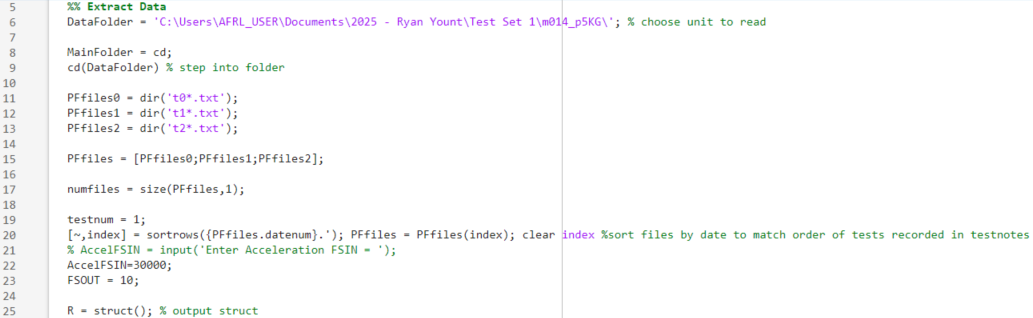 5 %% Extract Data
6 DataFolder = 'C:\Users\AFRL_USER\Documents\2025 - Ryan Yount\Test Set 1\m014_p5KG\'; % choose unit to read
7
8 MainFolder = cd;
9 cd(DataFolder) % step into folder
10
11 PFfiles0 = dir('t0*.txt');
12 PFfiles1 = dir('t1*.txt');
13 PFfiles2 = dir('t2*.txt');
14
15 PFfiles = [PFfiles0;PFfiles1;PFfiles2];
16
17 numfiles = size(PFfiles,1);
18
19 testnum = 1;
20 [~,index] = sortrows({PFfiles.datenum}.'); PFfiles = PFfiles(index); clear index %sort files by date to match order of tests recorded in testnotes
21 % AccelFSIN = input('Enter Acceleration FSIN = ');
22 AccelFSIN=30000;
23 FSOUT = 10;
24
25 R = struct(); % output struct